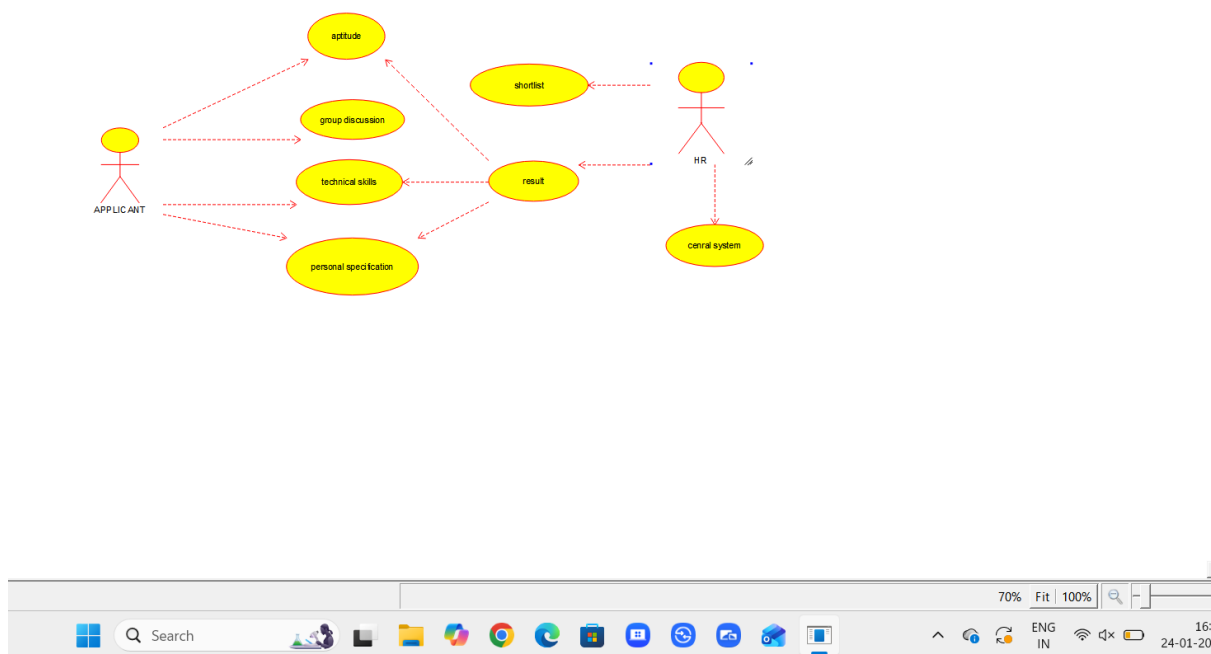 aptitude
shortlist
group discussion
HR
technical skills
result
APPLICANT
cenral system
personal specification
70% Fit 100%
Search
ENG
IN
16:
24-01-20